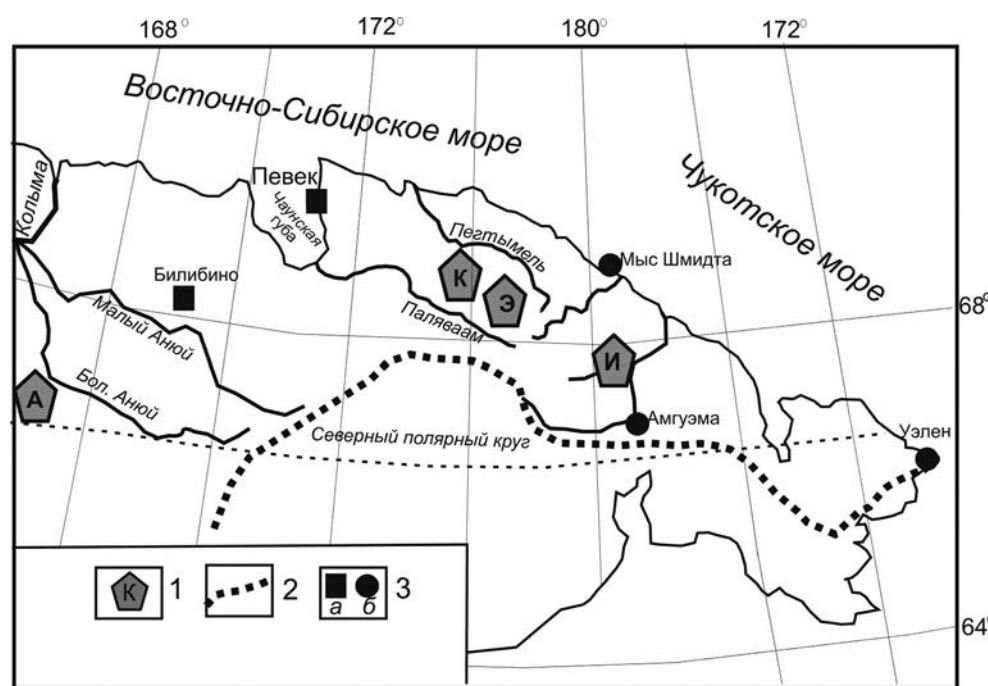 168° 172° 180° 172°
Восточно-Сибирское море
Чукотское море
Колыма
Певек
Чаунская
губа
Пегтымель
Мыс Шмидта
К
Э
Билибино
68°
Малый Анюй
Паляваам
И
А
Бол. Анюй
Амгуэма
Северный полярный круг
Уэлен
К 1 2 а б 3
64°